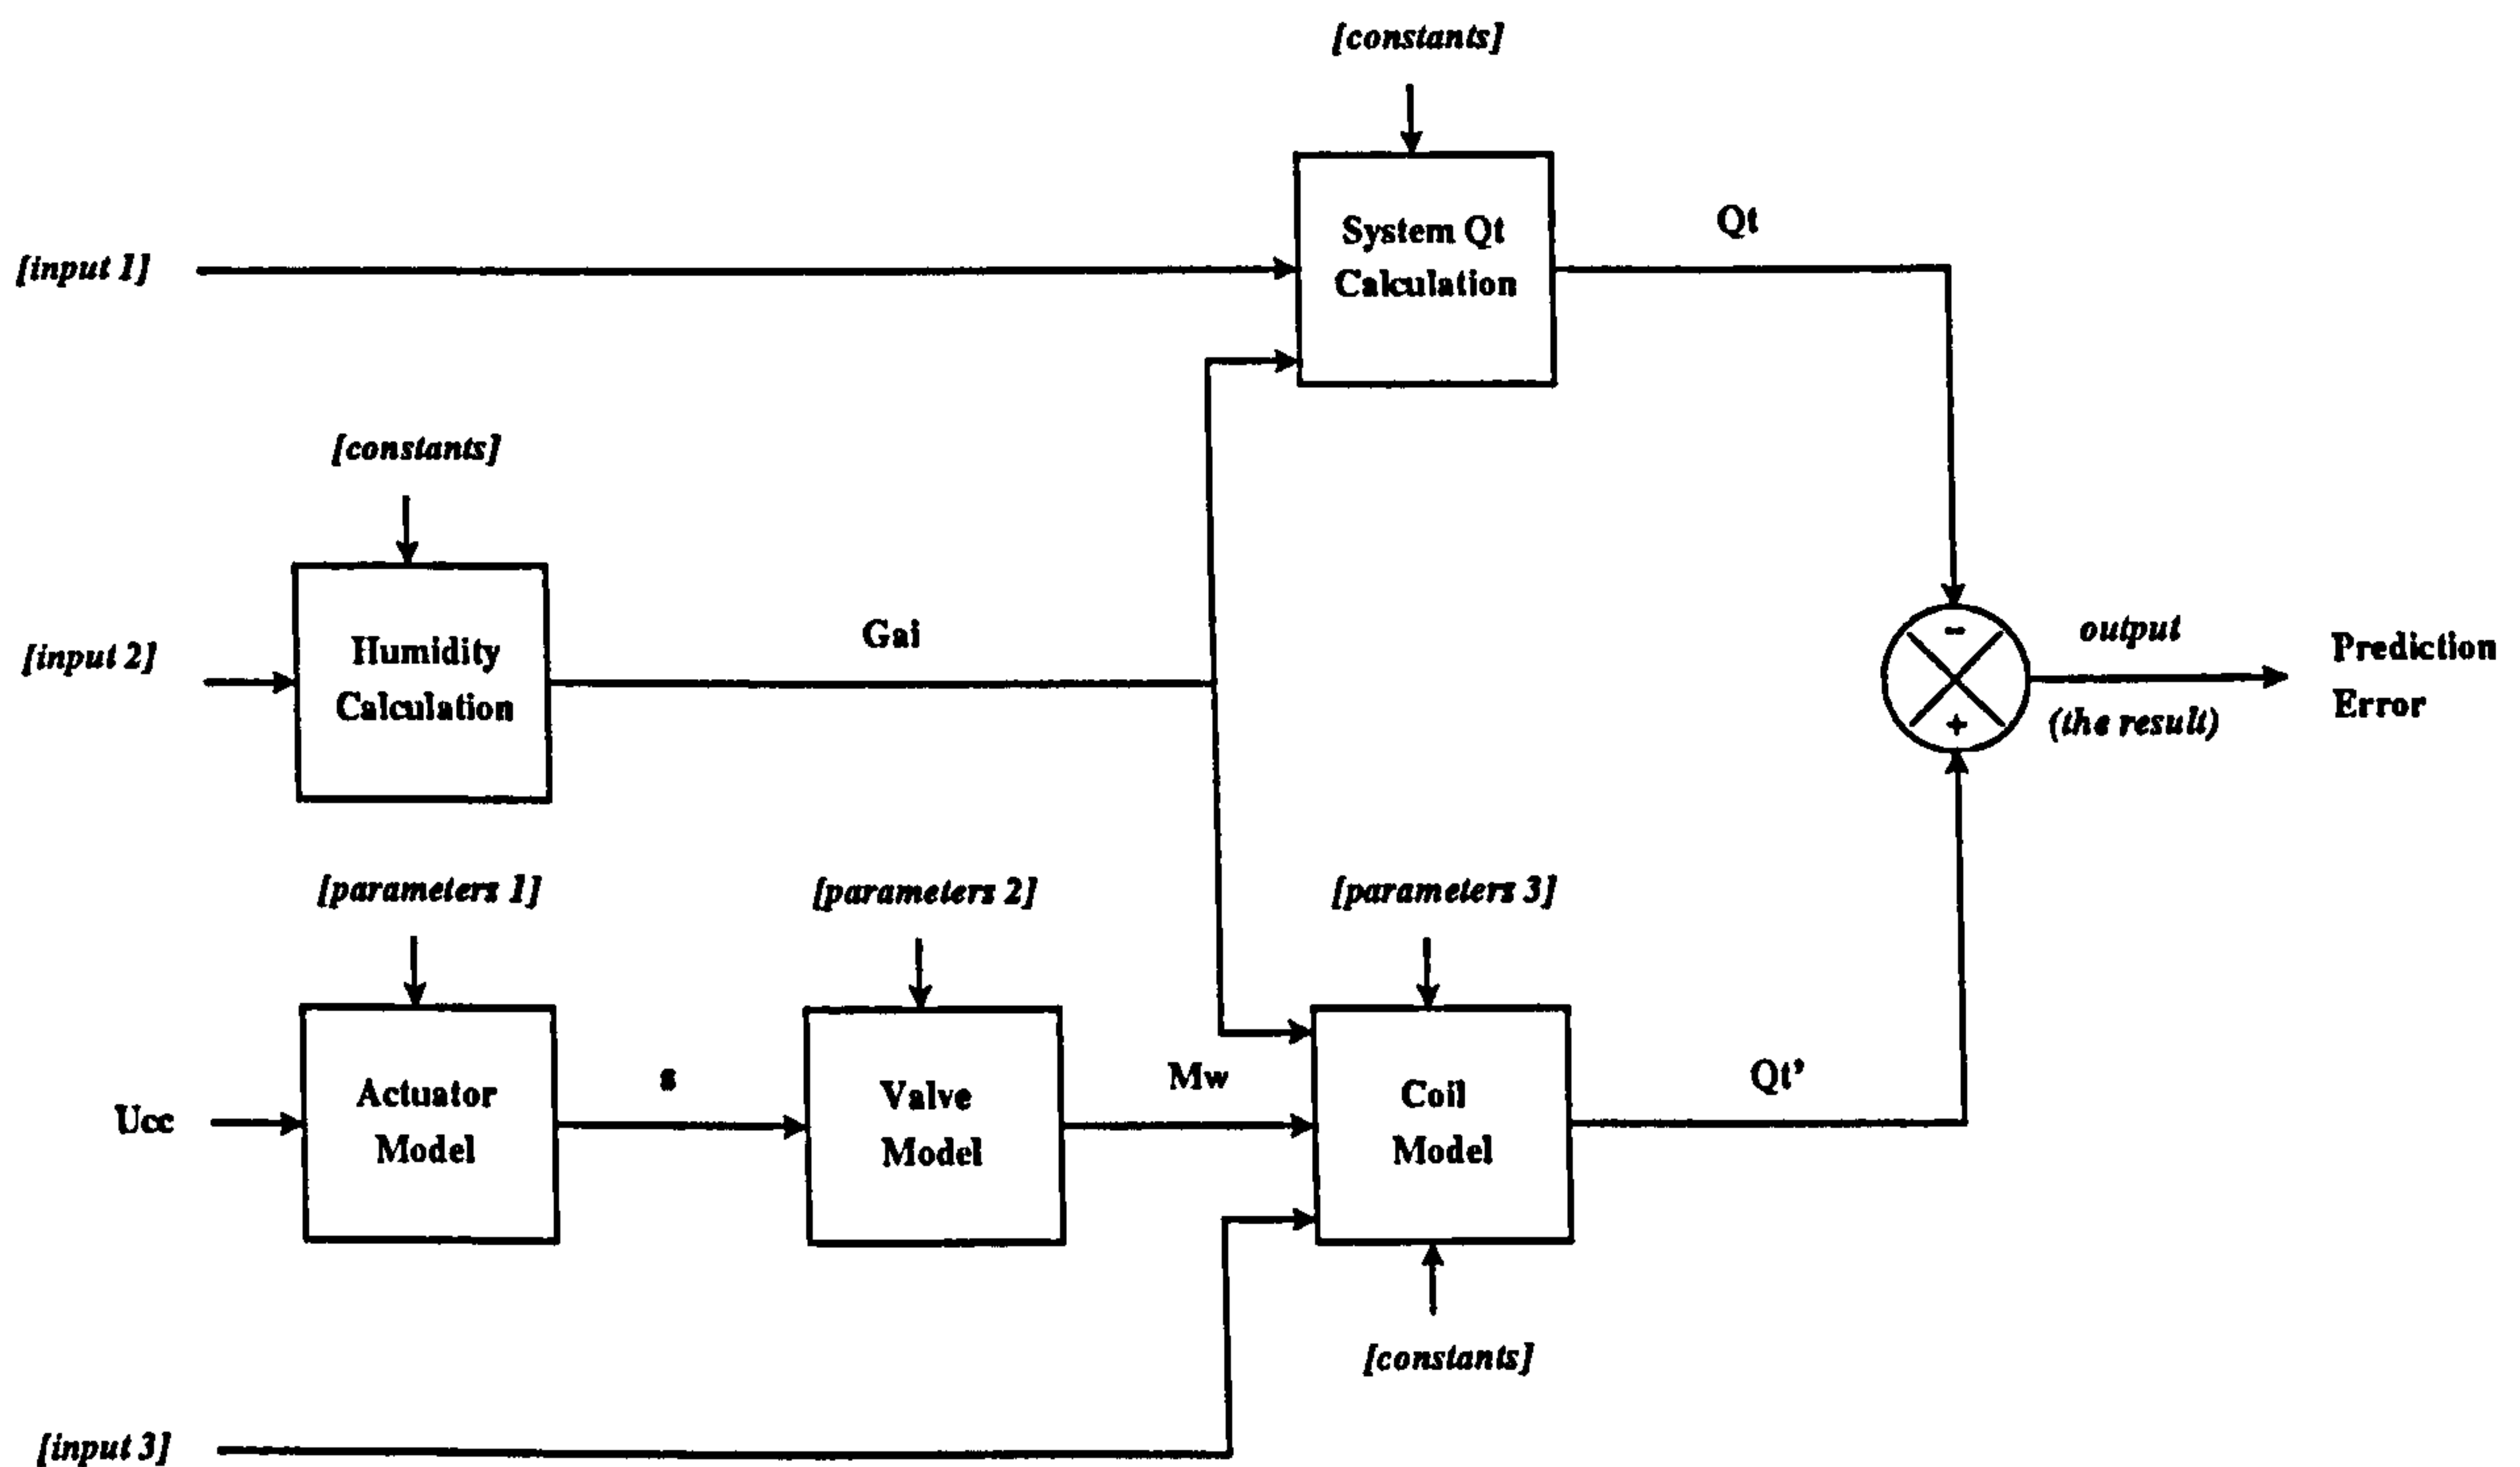 [constants]
System Qt
Calculation
Qt
[input 1]
[constants]
Humidity
Calculation
Gai
[input 2]
-
+
output
(the result)
Prediction
Error
[parameters 1]
[parameters 2]
[parameters 3]
Ucc
Actuator
Model
s
Valve
Model
Mw
Coil
Model
Qt'
[constants]
[input 3]